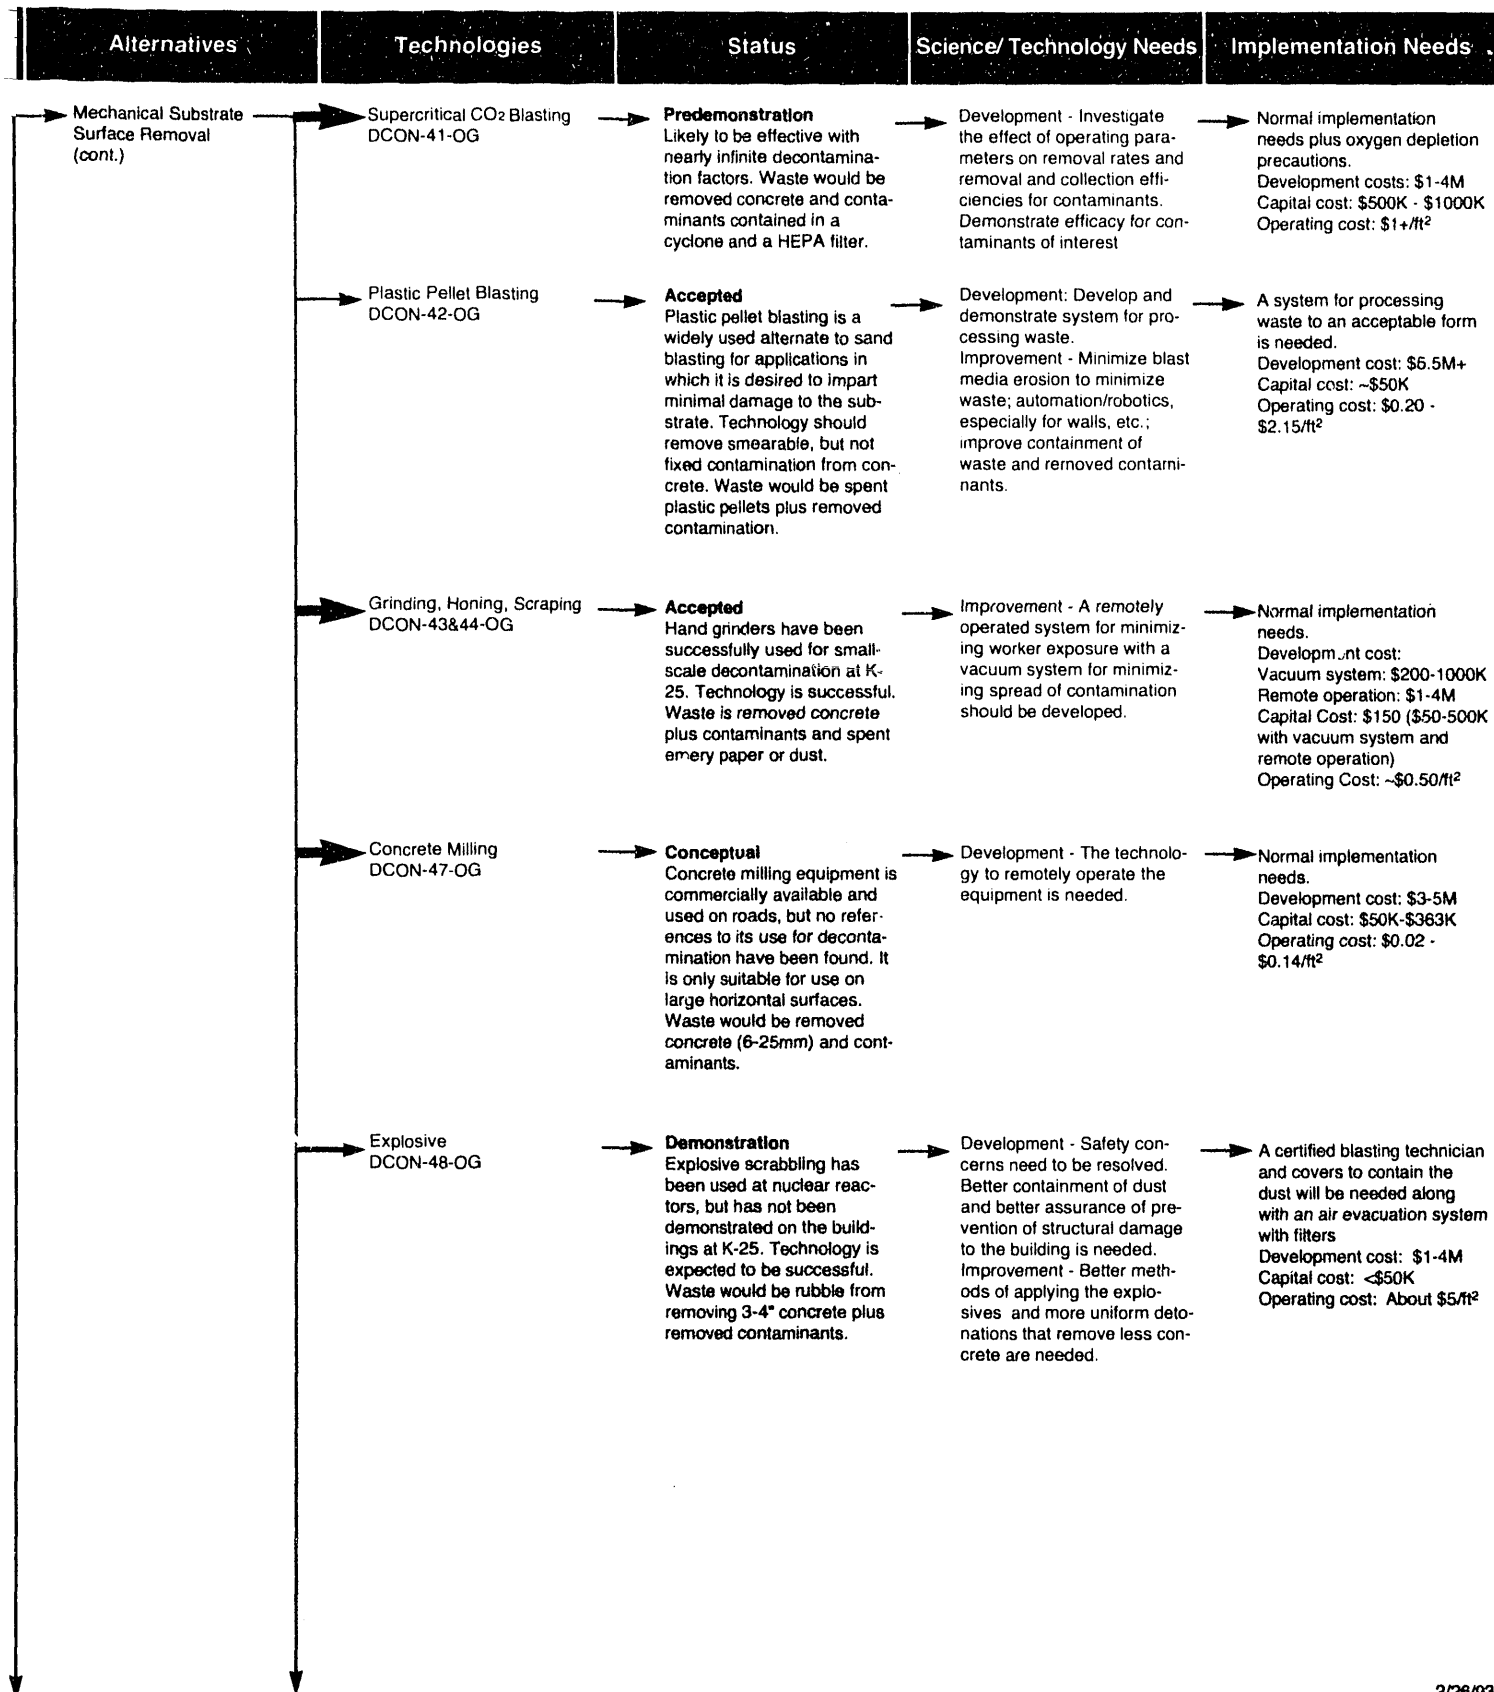 Alternatives
Technologies
Status
Science/ Technology Needs
Implementation Needs
Mechanical Substrate
Surface Removal
(cont.)
Supercritical CO2 Blasting
DCON-41-OG
Predemonstration
Likely to be effective with
nearly infinite decontamina-
tion factors. Waste would be
removed concrete and conta-
minants contained in a
cyclone and a HEPA filter.
Development - Investigate
the effect of operating para-
meters on removal rates and
removal and collection effi-
ciencies for contaminants.
Demonstrate efficacy for con-
taminants of interest
Normal implementation
needs plus oxygen depletion
precautions.
Development costs: $1-4M
Capital cost: $500K - $1000K
Operating cost: $1+/ft²
Plastic Pellet Blasting
DCON-42-OG
Accepted
Plastic pellet blasting is a
widely used alternate to sand
blasting for applications in
which it is desired to impart
minimal damage to the sub-
strate. Technology should
remove smearable, but not
fixed contamination from con-
crete. Waste would be spent
plastic pellets plus removed
contamination.
Development: Develop and
demonstrate system for pro-
cessing waste.
Improvement - Minimize blast
media erosion to minimize
waste; automation/robotics,
especially for walls, etc.;
improve containment of
waste and removed contami-
nants.
A system for processing
waste to an acceptable form
is needed.
Development cost:
Capital cost: ~$50K
Operating cost: $0.20 -
$2.15/ft²
Grinding, Honing, Scraping
DCON-43&44-OG
Accepted
Hand grinders have been
successfully used for small-
scale decontamination at K-
25. Technology is successful.
Waste is removed concrete
plus contaminants and spent
emery paper or dust.
Improvement - A remotely
operated system for minimiz-
ing worker exposure with a
vacuum system for minimiz-
ing spread of contamination
should be developed.
Normal implementation
needs.
Development cost:
Vacuum system: $200-1000K
Remote operation: $1-4M
Capital Cost: $150 ($50-500K
with vacuum system and
remote operation)
Operating Cost: ~$0.50/ft²
Concrete Milling
DCON-47-OG
Conceptual
Concrete milling equipment is
commercially available and
used on roads, but no refer-
ences to its use for deconta-
mination have been found. It
is only suitable for use on
large horizontal surfaces.
Waste would be removed
concrete (6-25mm) and cont-
aminants.
Development - The technolo-
gy to remotely operate the
equipment is needed.
Normal implementation
needs.
Development cost: $3-5M
Capital cost: $50K-$363K
Operating cost: $0.02 -
$0.14/ft²
Explosive
DCON-48-OG
Demonstration
Explosive scrabbling has
been used at nuclear reac-
tors, but has not been
demonstrated on the build-
ings at K-25. Technology is
expected to be successful.
Waste would be rubble from
removing 3-4" concrete plus
removed contaminants.
Development - Safety con-
cerns need to be resolved.
Better containment of dust
and better assurance of pre-
vention of structural damage
to the building is needed.
Improvement - Better meth-
ods of applying the explo-
sives and more uniform deto-
nations that remove less con-
crete are needed.
A certified blasting technician
and covers to contain the
dust will be needed along
with an air evacuation system
with filters
Development cost: $1-4M
Capital cost: <$50K
Operating cost: About $5/ft²